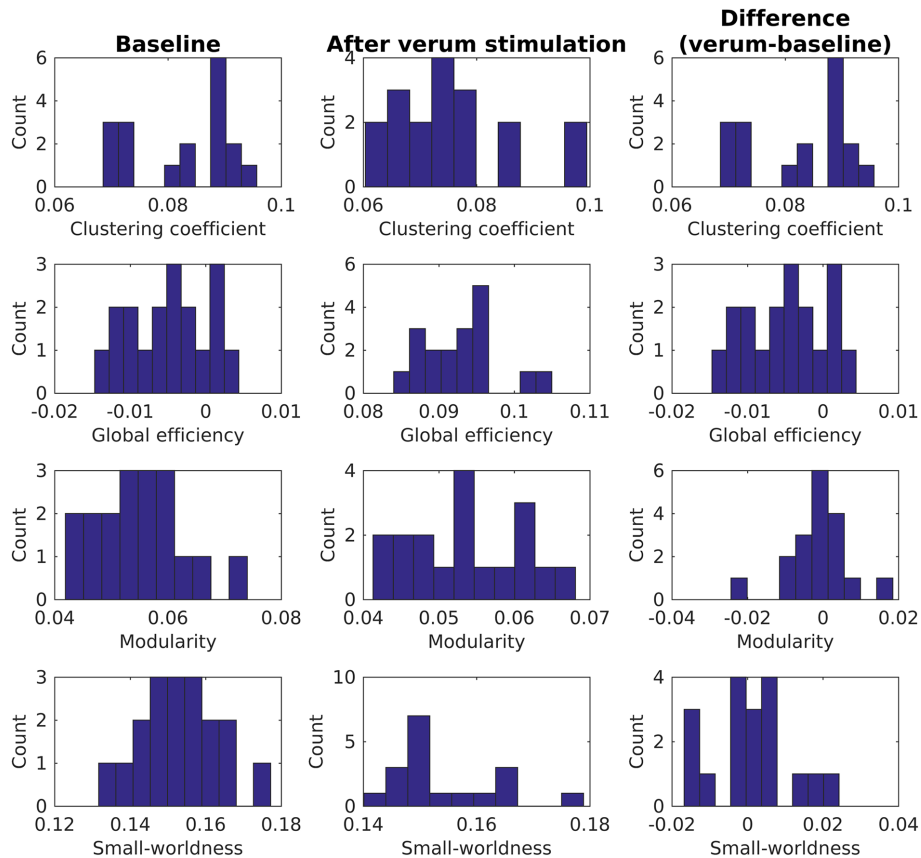 Baseline
After verum stimulation
Difference
(verum-baseline)
Count
6
4
2
0
0.06 0.08 0.1
Clustering coefficient
Count
4
2
0
0.06 0.08 0.1
Clustering coefficient
Count
6
4
2
0
0.06 0.08 0.1
Clustering coefficient
Count
3
2
1
0
-0.02 -0.01 0 0.01
Global efficiency
Count
6
4
2
0
0.08 0.09 0.1 0.11
Global efficiency
Count
3
2
1
0
-0.02 -0.01 0 0.01
Global efficiency
Count
3
2
1
0
0.04 0.06 0.08
Modularity
Count
4
2
0
0.04 0.05 0.06 0.07
Modularity
Count
6
4
2
0
-0.04 -0.02 0 0.02
Modularity
Count
3
2
1
0
0.12 0.14 0.16 0.18
Small-worldness
Count
10
5
0
0.14 0.16 0.18
Small-worldness
Count
4
2
0
-0.02 0 0.02 0.04
Small-worldness